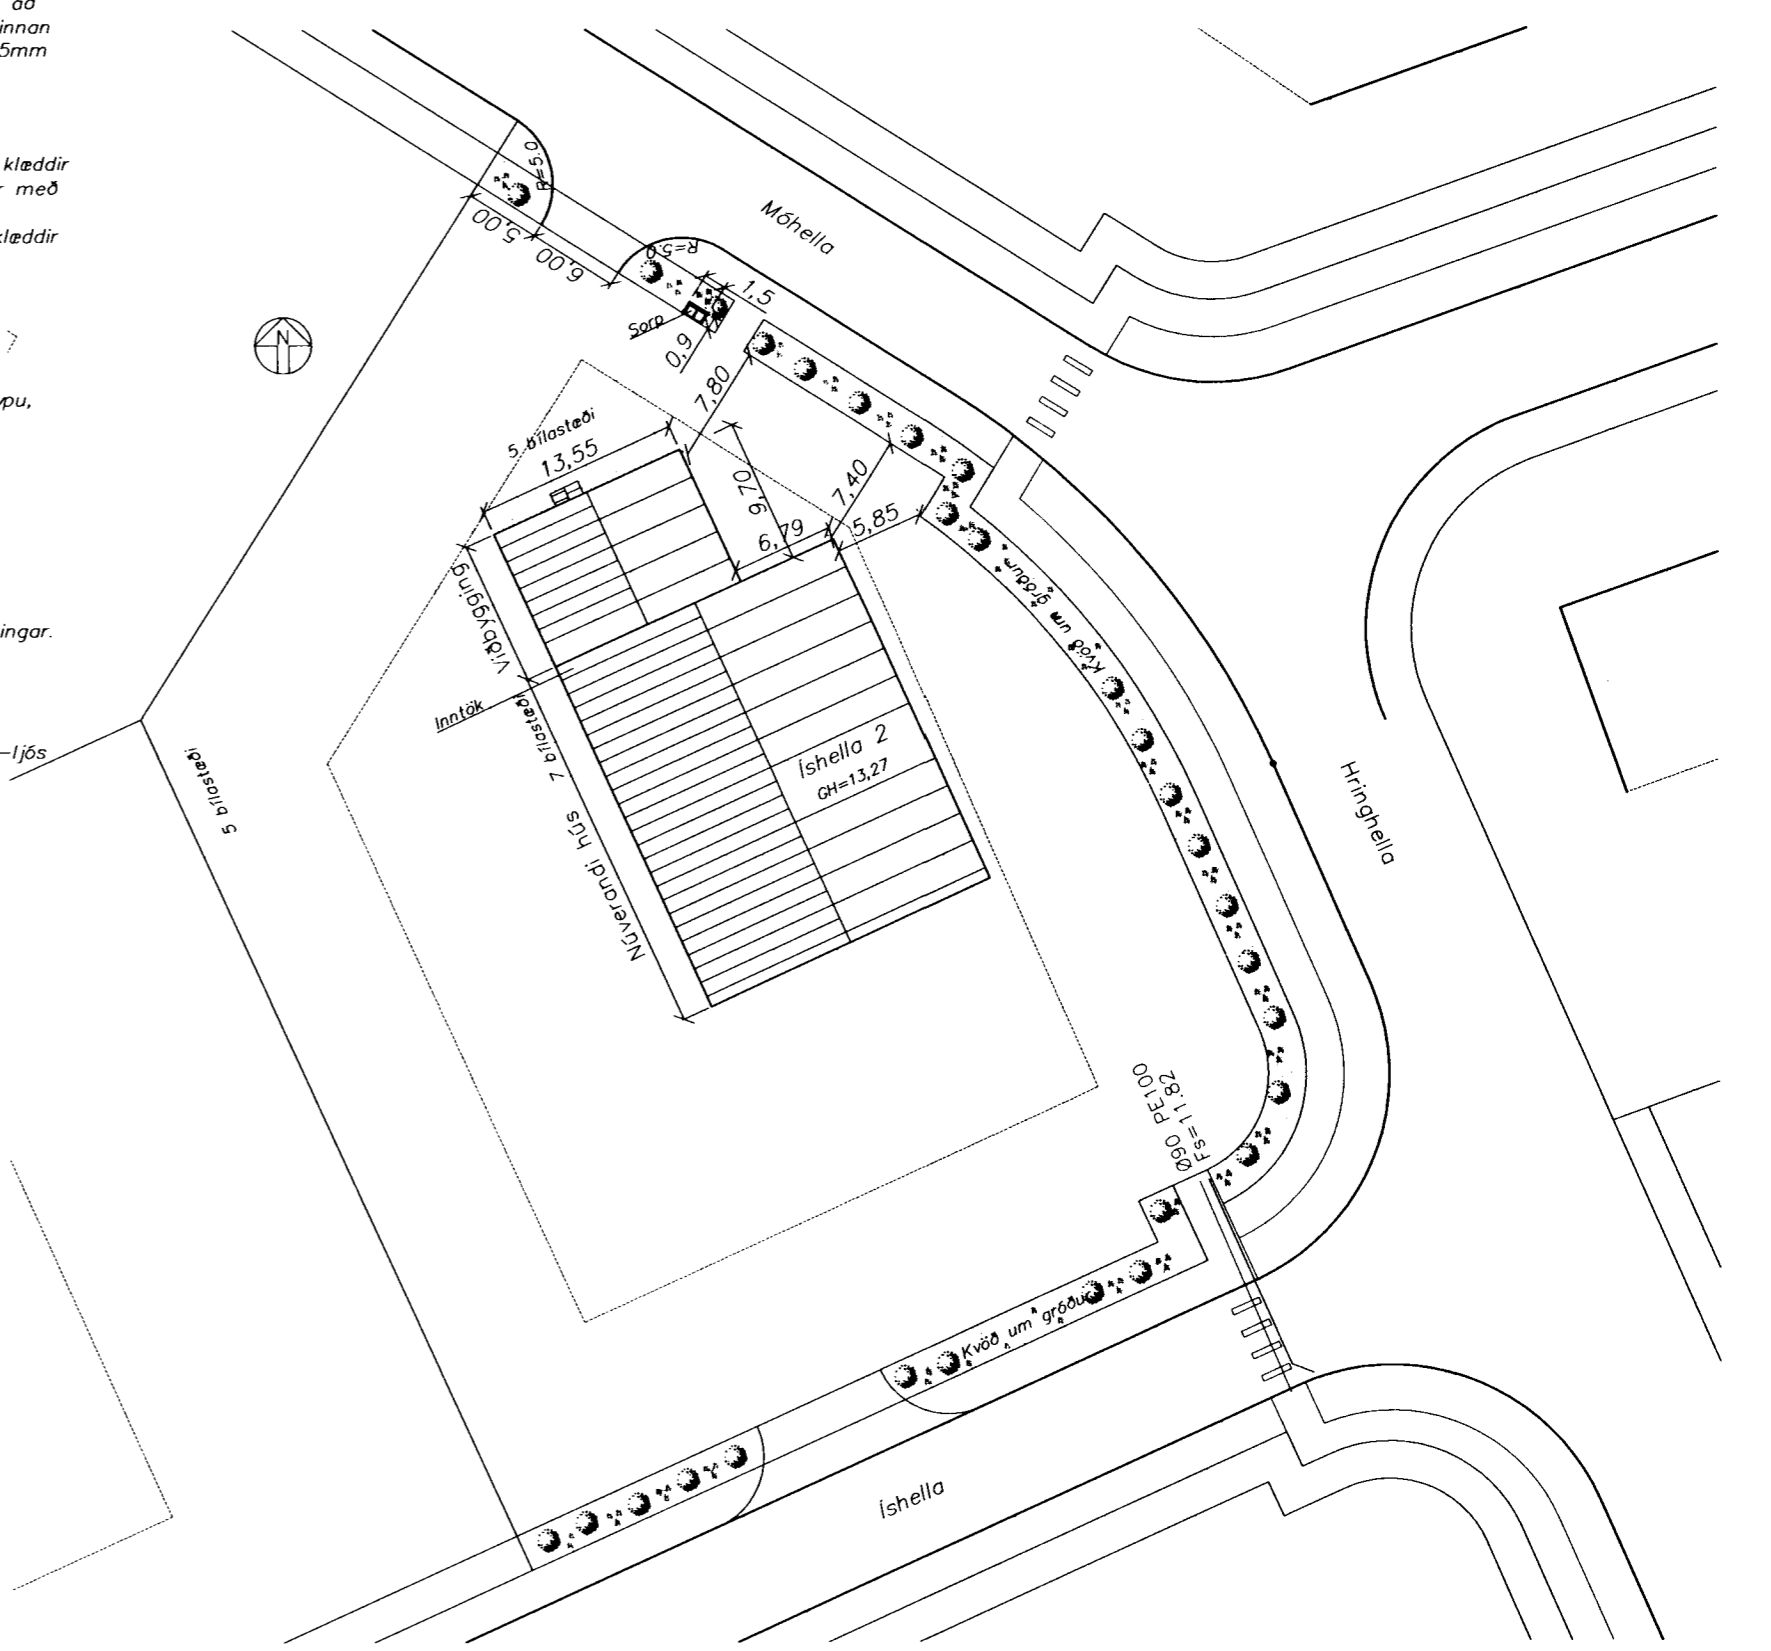 að
innan
5mm
klæddir
með
klæddir
ypu,
ingar.
-ljós
R=5.0
5,00
6,00
R=5.0
Móhella
1,5
Sorp
0,9
N
7,80
5 bílastæði
13,55
9,70
7,40
6,79
5,85
Viðbygging
Kvöð um gróður
Inntök
7 bílastæði
Íshella 2
GH=13,27
5 bílastæði
Núverandi hús
Hringhella
Ø90 PE100
Fs=11.82
Kvöð um gróður
Íshella